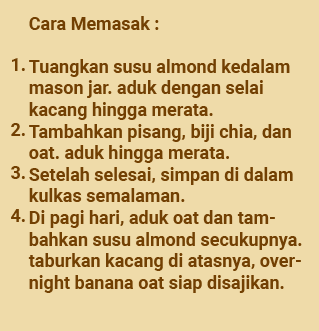 Cara Memasak :
1. Tuangkan susu almond kedalam
mason jar. aduk dengan selai
kacang hingga merata.
2. Tambahkan pisang, biji chia, dan
oat. aduk hingga merata.
3. Setelah selesai, simpan di dalam
kulkas semalaman.
4. Di pagi hari, aduk oat dan tam-
bahkan susu almond secukupnya.
taburkan kacang di atasnya, over-
night banana oat siap disajikan.